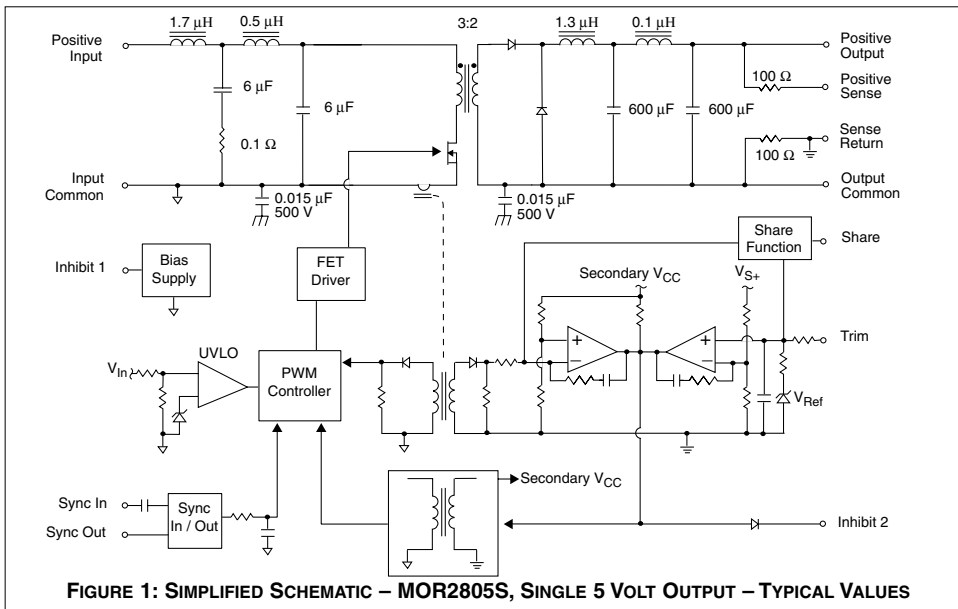 1.7 µH
0.5 µH
3:2
1.3 µH
0.1 µH
Positive
Input
Positive
Output
6 µF
6 µF
0.1 Ω
600 µF
600 µF
100 Ω
Positive
Sense
Sense
Return
100 Ω
Input
Common
0.015 µF
500 V
0.015 µF
500 V
Output
Common
Share
Function
Share
Inhibit 1
Bias
Supply
FET
Driver
Secondary VCC
VS+
+
–
+
–
Trim
UVLO
VIn
PWM
Controller
VRef
Sync In
Sync Out
Sync
In / Out
Secondary VCC
Inhibit 2
FIGURE 1: SIMPLIFIED SCHEMATIC – MOR2805S, SINGLE 5 VOLT OUTPUT – TYPICAL VALUES